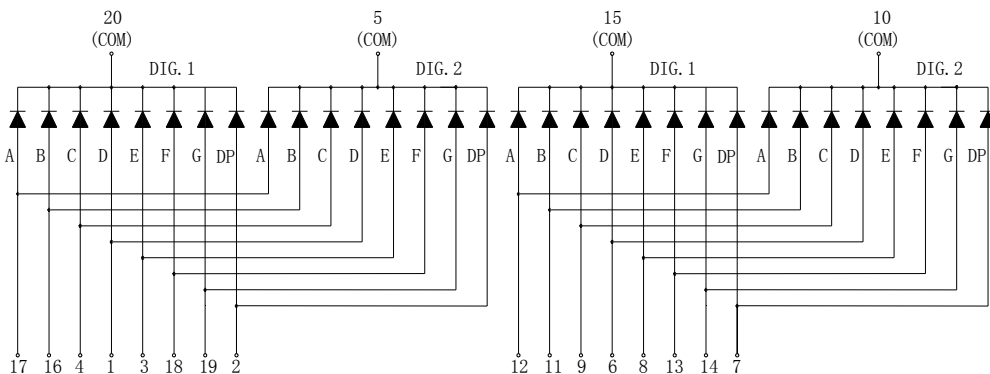 20 5 15 10
(COM) (COM) (COM) (COM)
DIG.1 DIG.2 DIG.1 DIG.2
A B C D E F G DP A B C D E F G DP A B C D E F G DP A B C D E F G DP
17 16 4 1 3 18 19 2 12 11 9 6 8 13 14 7